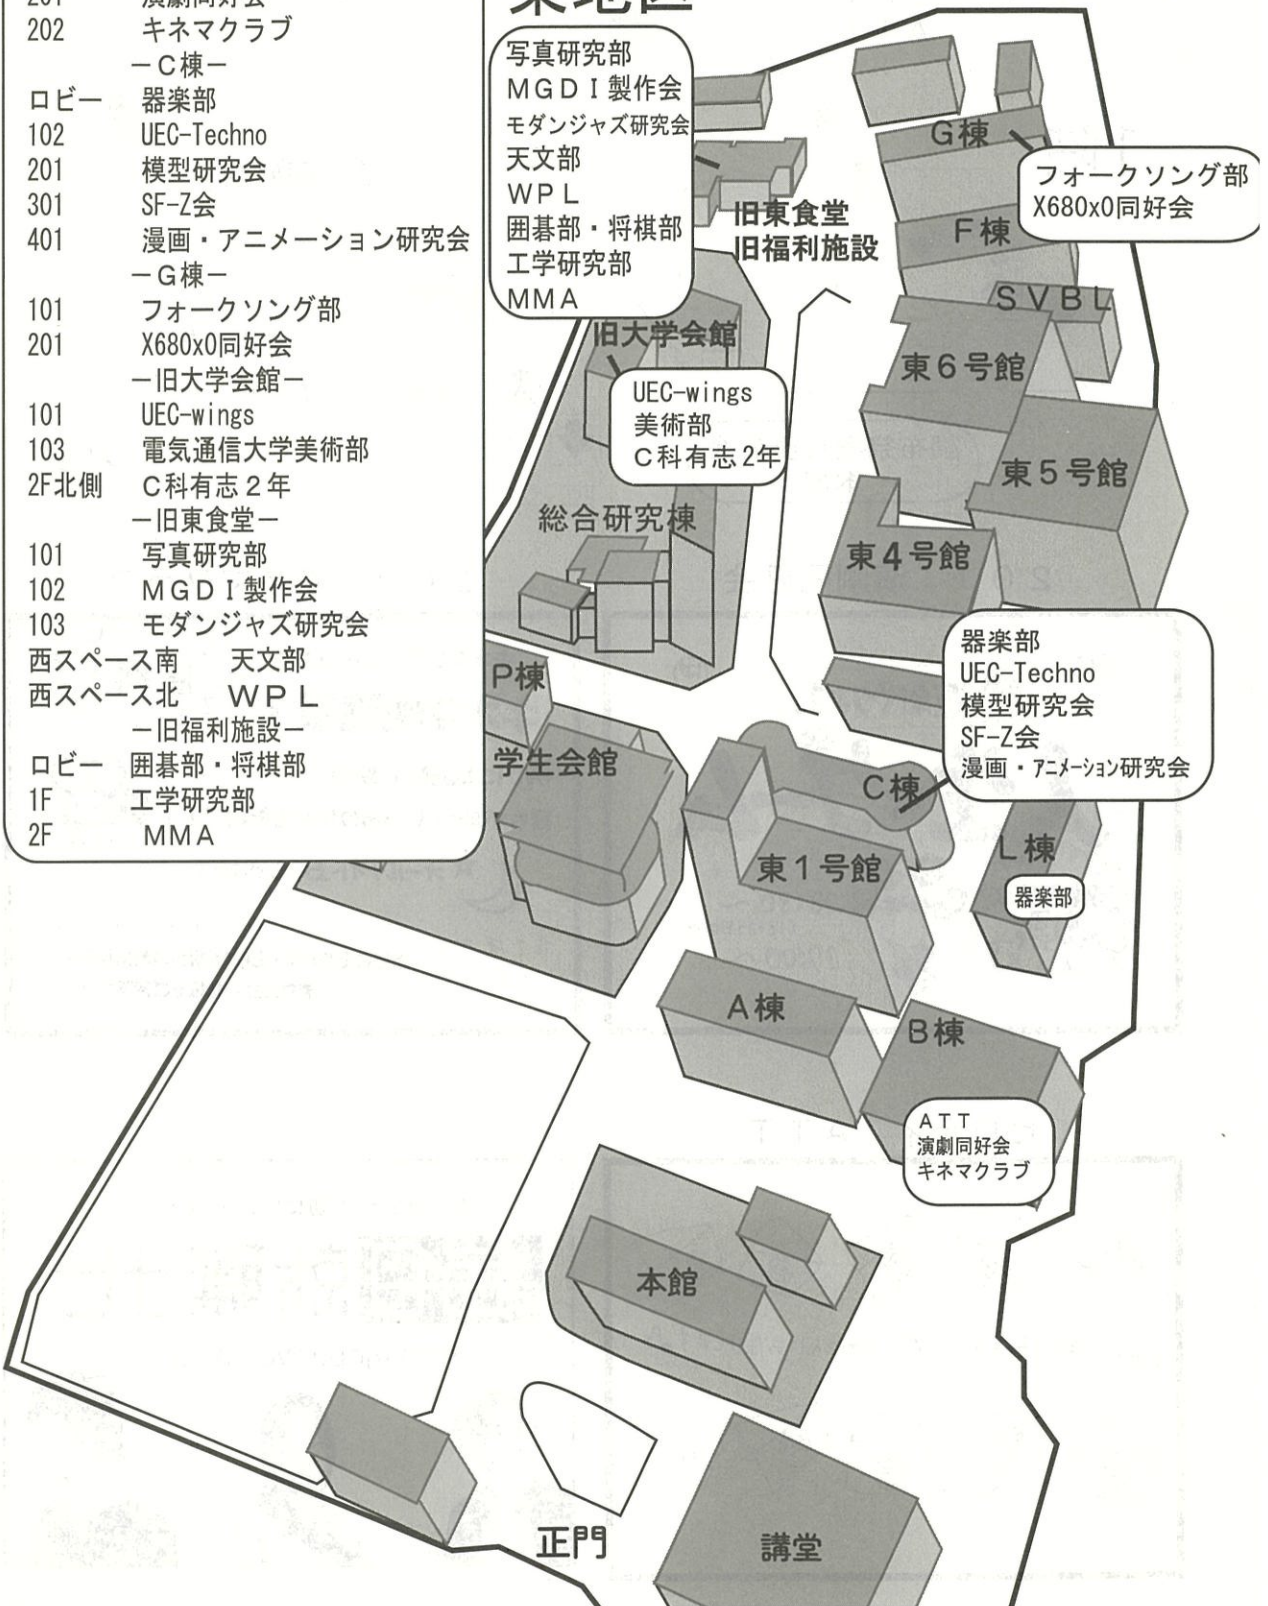 201 演劇同好会
202 キネマクラブ
－C棟－
ロビー 器楽部
102 UEC-Techno
201 模型研究会
301 SF-Z会
401 漫画・アニメーション研究会
－G棟－
101 フォークソング部
201 X680x0同好会
－旧大学会館－
101 UEC-wings
103 電気通信大学美術部
2F北側 C科有志２年
－旧東食堂－
101 写真研究部
102 ＭＧＤＩ製作会
103 モダンジャズ研究会
西スペース南 天文部
西スペース北 ＷＰＬ
－旧福利施設－
ロビー 囲碁部・将棋部
1F 工学研究部
2F ＭＭＡ
東地区
写真研究部
ＭＧＤＩ製作会
モダンジャズ研究会
天文部
ＷＰＬ
囲碁部・将棋部
工学研究部
ＭＭＡ
旧東食堂
旧福利施設
G棟
フォークソング部
X680x0同好会
F棟
ＳＶＢＬ
旧大学会館
UEC-wings
美術部
C科有志2年
東６号館
東５号館
総合研究棟
東４号館
器楽部
UEC-Techno
模型研究会
SF-Z会
漫画・アニメーション研究会
P棟
学生会館
C棟
東１号館
L棟
器楽部
A棟
B棟
ＡＴＴ
演劇同好会
キネマクラブ
本館
正門
講堂